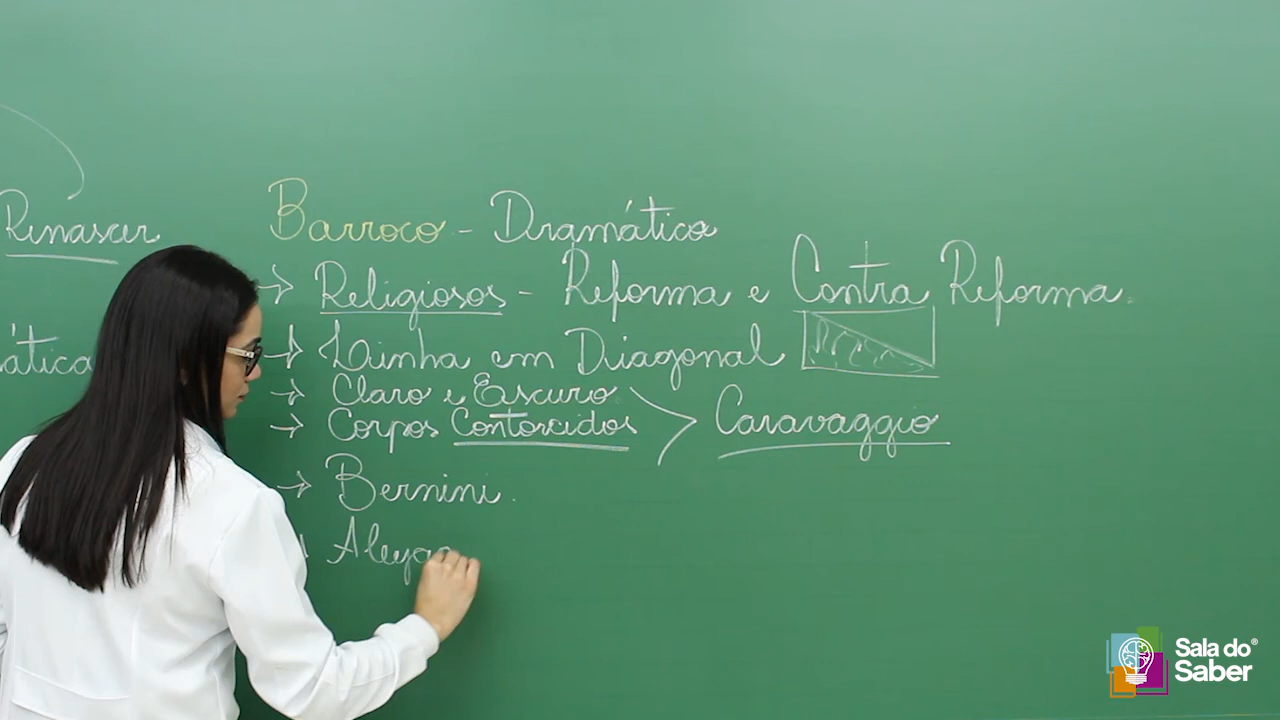 Renascer
Barroco - Dramático
→ Religiosos - Reforma e Contra Reforma.
→ Linha em Diagonal
ática
→ Claro e Escuro
→ Corpos Contorcidos > Caravaggio
→ Bernini.
Sala do®
Saber